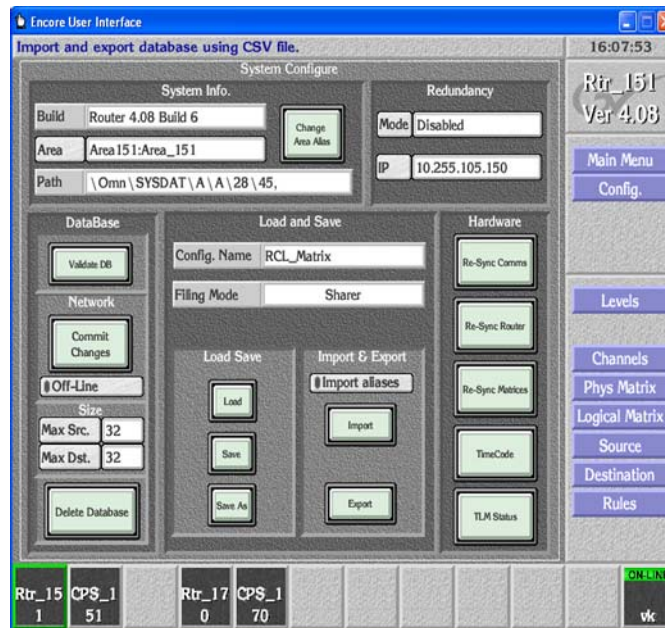 Encore User Interface
Import and export database using CSV file.
16:07:53
System Configure
System Info.
Build
Router 4.08 Build 6
Area
Area151:Area_151
Path
\Omn\SYSDAT\A\A\28\45,
Change
Area Alias
Redundancy
Mode
Disabled
IP
10.255.105.150
DataBase
Validate DB
Network
Commit
Changes
Off-Line
Size
Max Src.
32
Max Dst.
32
Delete Database
Load and Save
Config. Name
RCL_Matrix
Filing Mode
Sharer
Load Save
Load
Save
Save As
Import & Export
Import aliases
Import
Export
Hardware
Re-Sync Comms
Re-Sync Router
Re-Sync Matrices
TimeCode
TLM Status
Rtr_151
Ver 4.08
Main Menu
Config.
Levels
Channels
Phys Matrix
Logical Matrix
Source
Destination
Rules
Rtr_15
1
CPS_1
51
Rtr_17
0
CPS_1
70
ON-LINE
vk